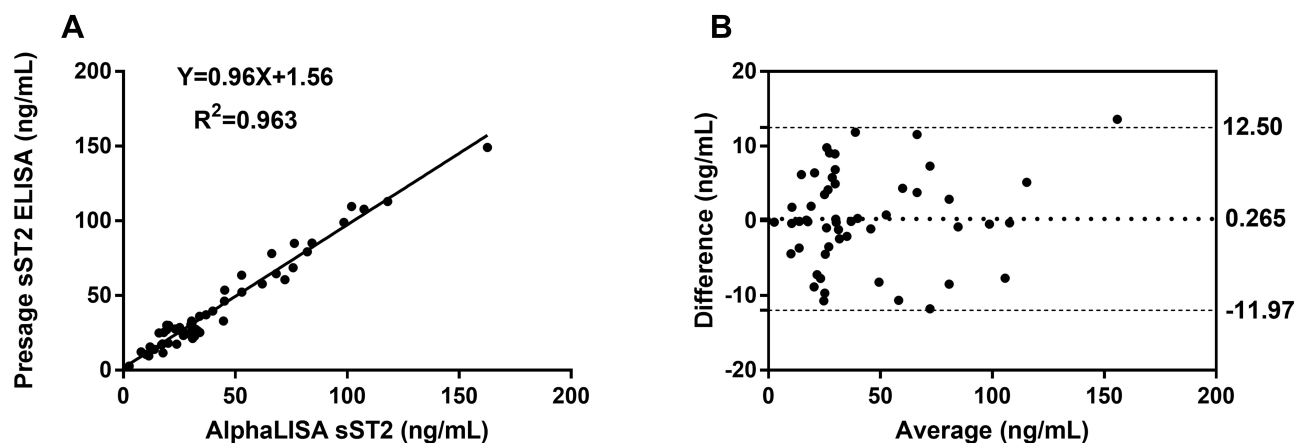 A
Y=0.96X+1.56
R²=0.963
Presage sST2 ELISA (ng/mL)
200
150
100
50
0
0 50 100 150 200
AlphaLISA sST2 (ng/mL)
B
Difference (ng/mL)
20
10
0
-10
-20
12.50
0.265
-11.97
0 50 100 150 200
Average (ng/mL)